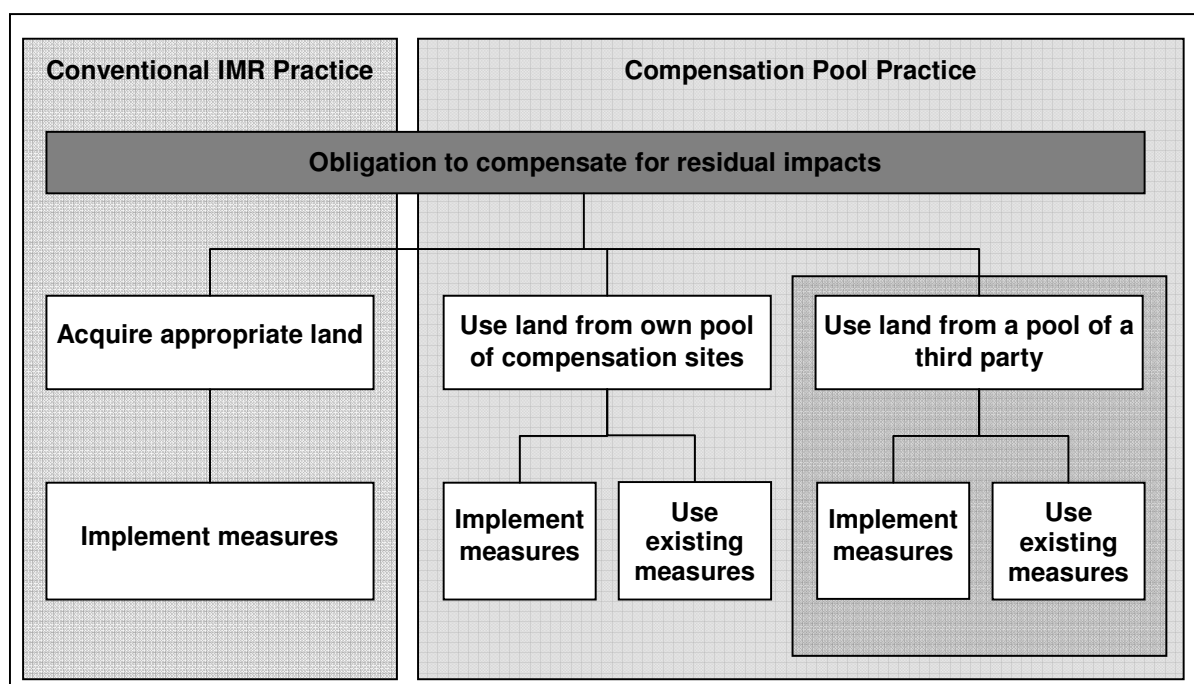 Conventional IMR Practice
Compensation Pool Practice
Obligation to compensate for residual impacts
Acquire appropriate land
Use land from own pool
of compensation sites
Use land from a pool of a
third party
Implement measures
Implement
measures
Use
existing
measures
Implement
measures
Use
existing
measures